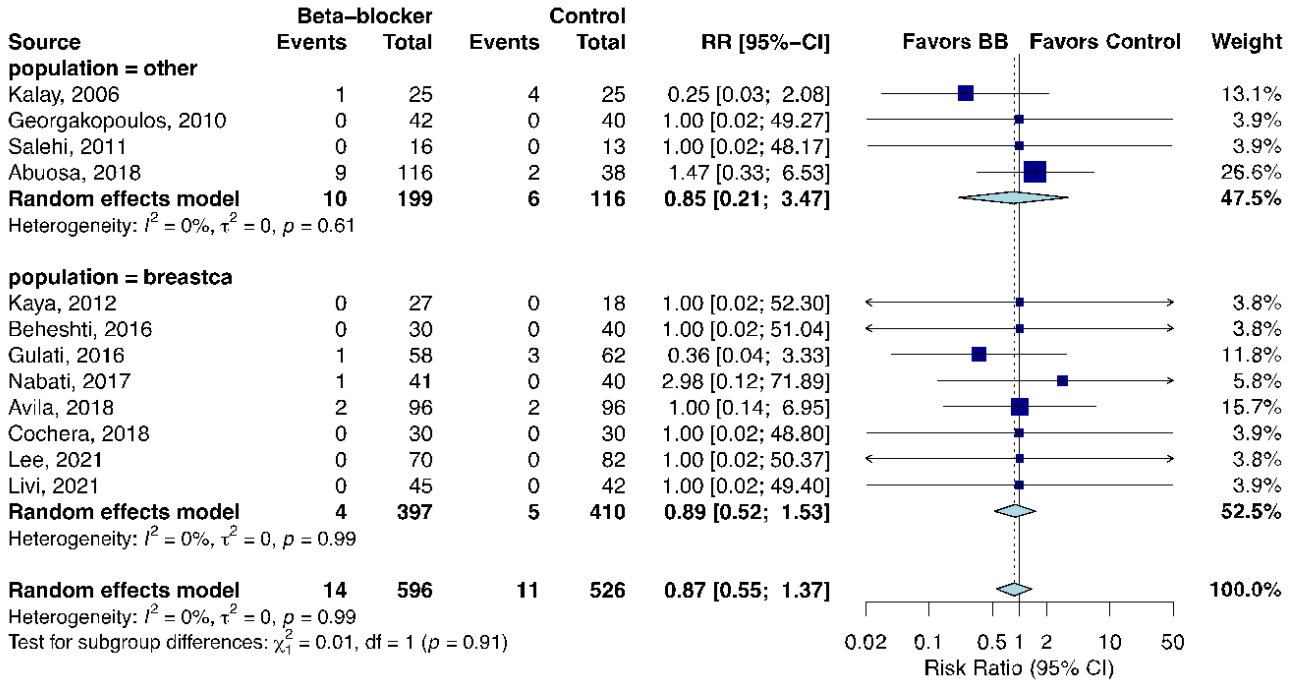 Beta−blocker Control
Source Events Total Events Total RR [95%−CI] Favors BB Favors Control Weight
population = other
Kalay, 2006 1 25 4 25 0.25 [0.03; 2.08] 13.1%
Georgakopoulos, 2010 0 42 0 40 1.00 [0.02; 49.27] 3.9%
Salehi, 2011 0 16 0 13 1.00 [0.02; 48.17] 3.9%
Abuosa, 2018 9 116 2 38 1.47 [0.33; 6.53] 26.6%
Random effects model 10 199 6 116 0.85 [0.21; 3.47] 47.5%
Heterogeneity: I² = 0%, τ² = 0, p = 0.61
population = breastca
Kaya, 2012 0 27 0 18 1.00 [0.02; 52.30] 3.8%
Beheshti, 2016 0 30 0 40 1.00 [0.02; 51.04] 3.8%
Gulati, 2016 1 58 3 62 0.36 [0.04; 3.33] 11.8%
Nabati, 2017 1 41 0 40 2.98 [0.12; 71.89] 5.8%
Avila, 2018 2 96 2 96 1.00 [0.14; 6.95] 15.7%
Cochera, 2018 0 30 0 30 1.00 [0.02; 48.80] 3.9%
Lee, 2021 0 70 0 82 1.00 [0.02; 50.37] 3.8%
Livi, 2021 0 45 0 42 1.00 [0.02; 49.40] 3.9%
Random effects model 4 397 5 410 0.89 [0.52; 1.53] 52.5%
Heterogeneity: I² = 0%, τ² = 0, p = 0.99
Random effects model 14 596 11 526 0.87 [0.55; 1.37] 100.0%
Heterogeneity: I² = 0%, τ² = 0, p = 0.99
Test for subgroup differences: χ²₁ = 0.01, df = 1 (p = 0.91)
0.02 0.1 0.5 1 2 10 50
Risk Ratio (95% CI)